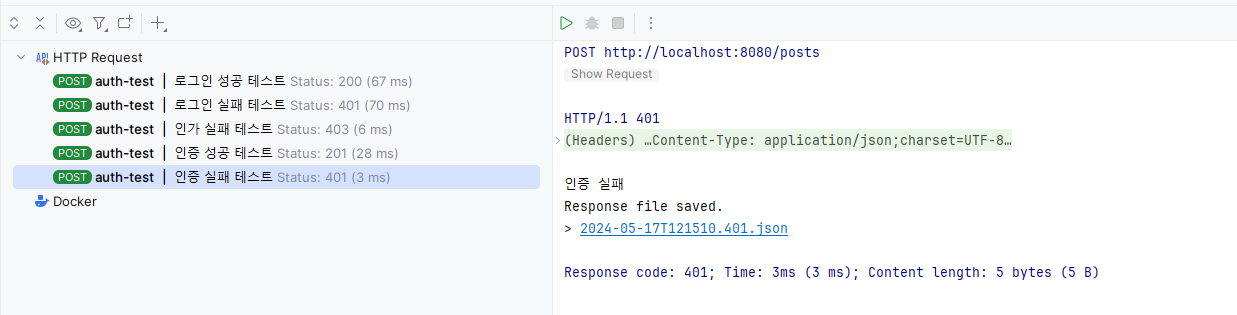 HTTP Request
POST auth-test | 로그인 성공 테스트 Status: 200 (67 ms)
POST auth-test | 로그인 실패 테스트 Status: 401 (70 ms)
POST auth-test | 인가 실패 테스트 Status: 403 (6 ms)
POST auth-test | 인증 성공 테스트 Status: 201 (28 ms)
POST auth-test | 인증 실패 테스트 Status: 401 (3 ms)
Docker
POST http://localhost:8080/posts
Show Request
HTTP/1.1 401
(Headers) …Content-Type: application/json;charset=UTF-8…
인증 실패
Response file saved.
> 2024-05-17T121510.401.json
Response code: 401; Time: 3ms (3 ms); Content length: 5 bytes (5 B)